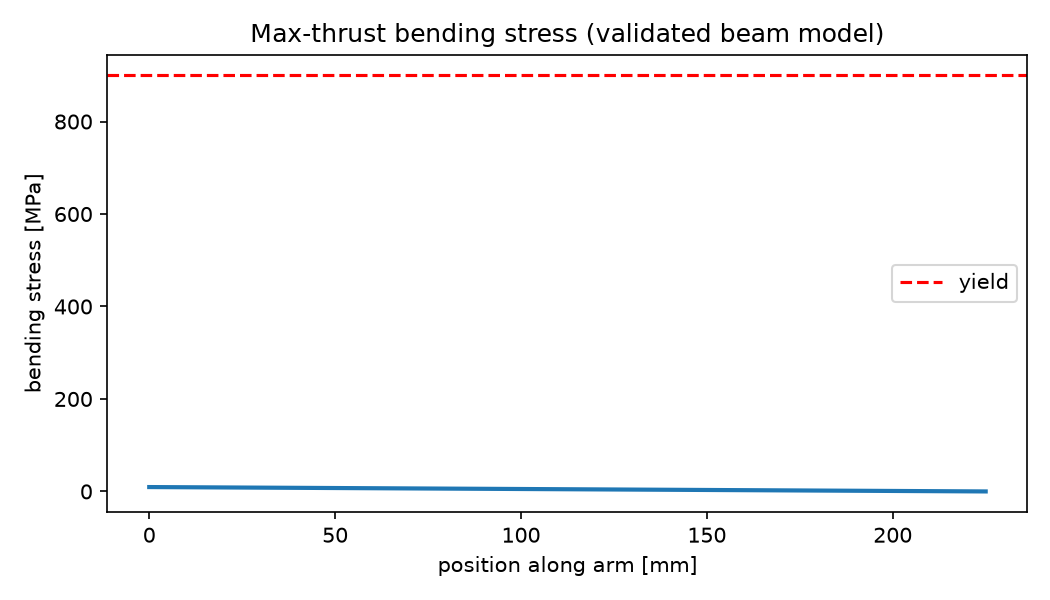 Max-thrust bending stress (validated beam model)
bending stress [MPa]
800
600
400
200
0
yield
0 50 100 150 200
position along arm [mm]